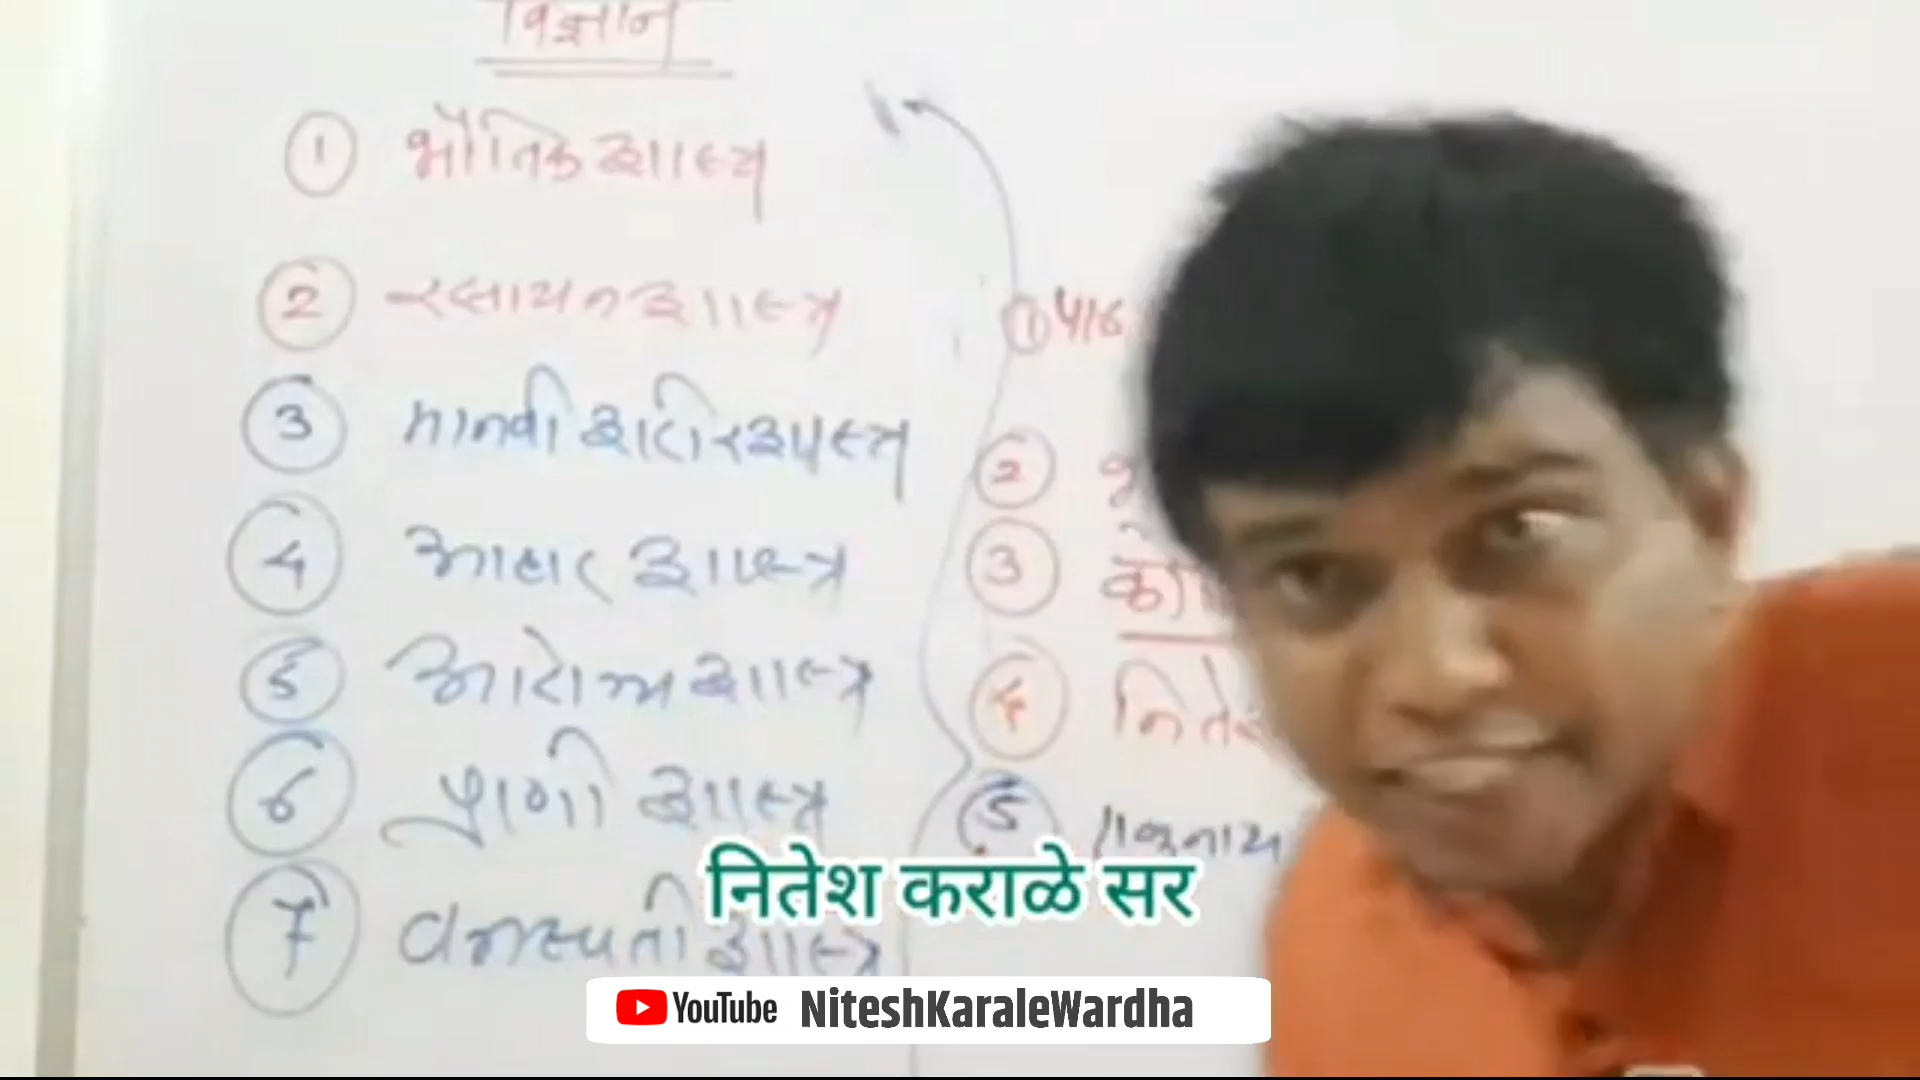 विज्ञान
① भौतिकशास्त्र
② रसायनशास्त्र
③ मानवी शरीरशास्त्र
④ आहार शास्त्र
⑤ आरोग्यशास्त्र
⑥ प्राणी शास्त्र
⑦ वनस्पती शास्त्र
①
②
③
④
⑤
नितेश कराळे सर
YouTube NiteshKaraleWardha